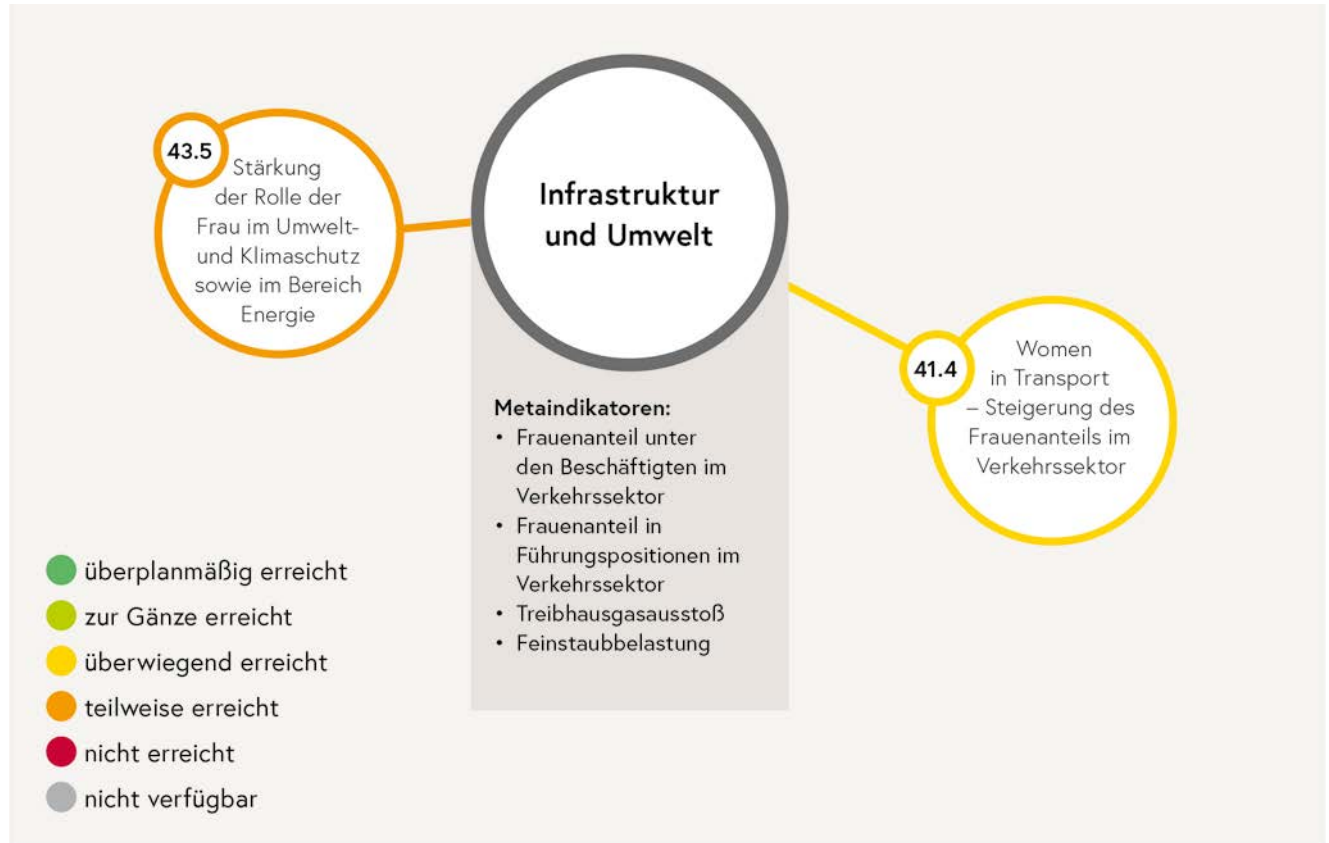 43.5
Stärkung
der Rolle der
Frau im Umwelt-
und Klimaschutz
sowie im Bereich
Energie
Infrastruktur
und Umwelt
Metaindikatoren:
• Frauenanteil unter
den Beschäftigten im
Verkehrssektor
• Frauenanteil in
Führungspositionen im
Verkehrssektor
• Treibhausgasausstoß
• Feinstaubbelastung
41.4
Women
in Transport
– Steigerung des
Frauenanteils im
Verkehrssektor
überplanmäßig erreicht
zur Gänze erreicht
überwiegend erreicht
teilweise erreicht
nicht erreicht
nicht verfügbar